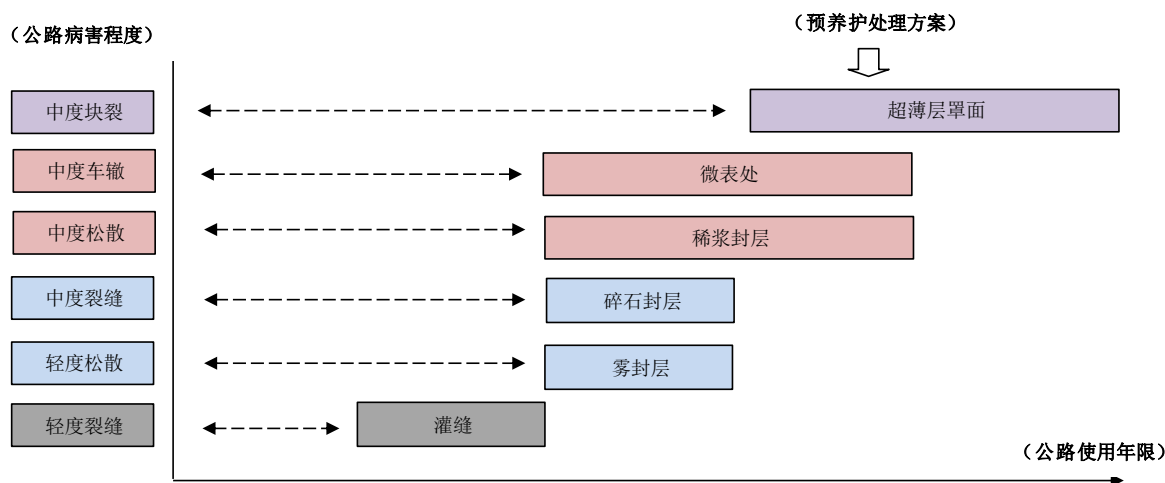 （预养护处理方案）
（公路病害程度）
中度块裂
超薄层罩面
中度车辙
微表处
中度松散
稀浆封层
中度裂缝
碎石封层
轻度松散
雾封层
轻度裂缝
灌缝
（公路使用年限）